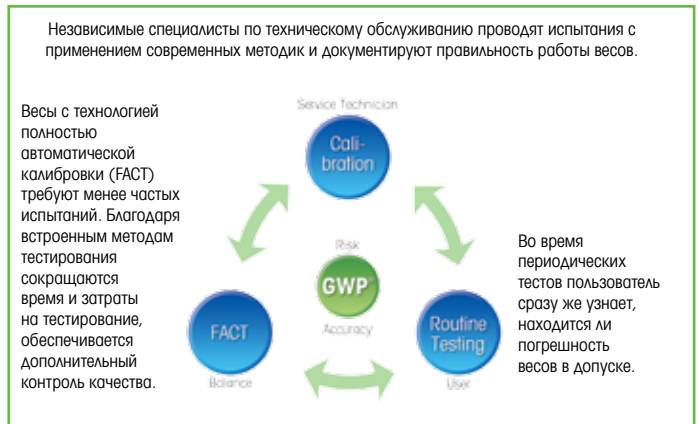 Независимые специалисты по техническому обслуживанию проводят испытания с
применением современных методик и документируют правильность работы весов.
Весы с технологией
полностью
автоматической
калибровки (FACT)
требуют менее частых
испытаний. Благодаря
встроенным методам
тестирования
сокращаются
время и затраты
на тестирование,
обеспечивается
дополнительный
контроль качества.
Service Technician
Cali-
bration
Risk
GWP®
Accuracy
FACT
Balance
Routine
Testing
User
Во время
периодических
тестов пользователь
сразу же узнает,
находится ли
погрешность
весов в допуске.